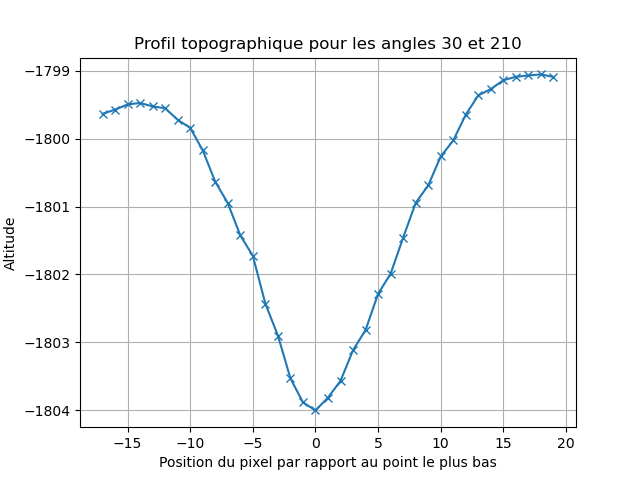 Profil topographique pour les angles 30 et 210
−1799
−1800
−1801
−1802
−1803
−1804
Altitude
−15 −10 −5 0 5 10 15 20
Position du pixel par rapport au point le plus bas